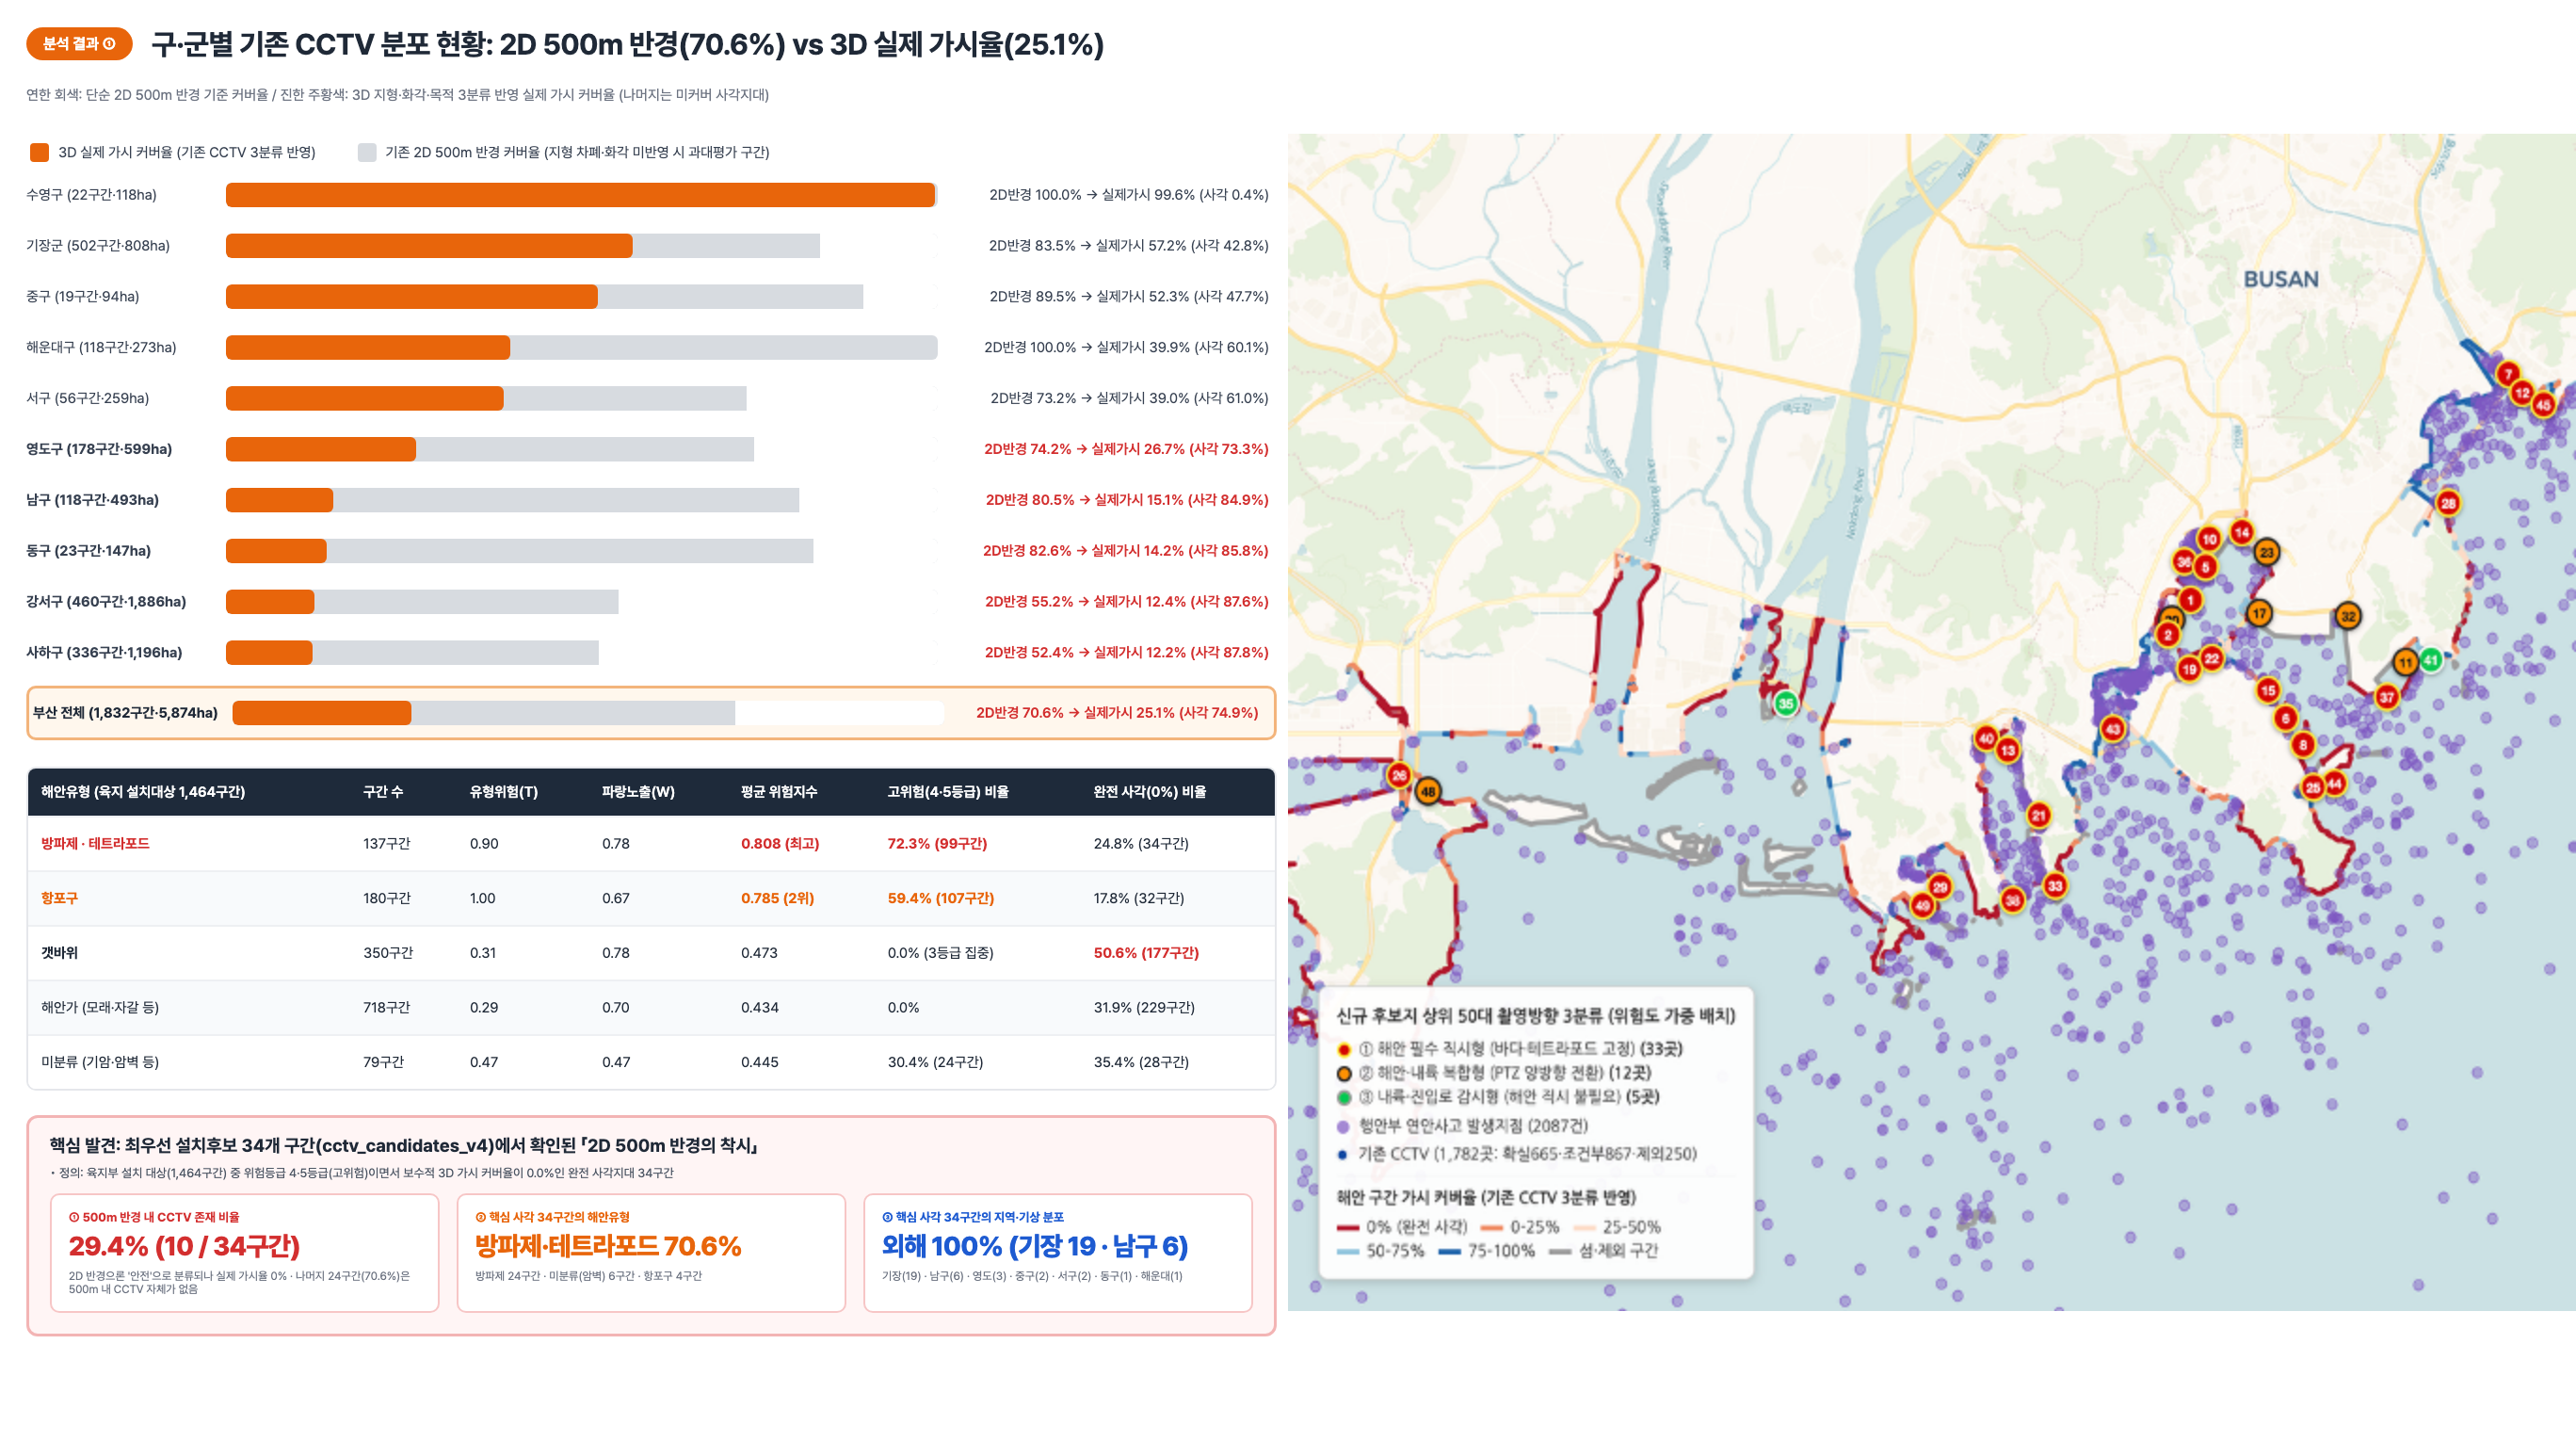 분석 결과 ①
구·군별 기존 CCTV 분포 현황: 2D 500m 반경(70.6%) vs 3D 실제 가시율(25.1%)
연한 회색: 단순 2D 500m 반경 기준 커버율 / 진한 주황색: 3D 지형·화각·목적 3분류 반영 실제 가시 커버율 (나머지는 미커버 사각지대)
3D 실제 가시 커버율 (기존 CCTV 3분류 반영)
기존 2D 500m 반경 커버율 (지형 차폐·화각 미반영 시 과대평가 구간)
수영구 (22구간·118ha)
2D반경 100.0% → 실제가시 99.6% (사각 0.4%)
기장군 (502구간·808ha)
2D반경 83.5% → 실제가시 57.2% (사각 42.8%)
중구 (19구간·94ha)
2D반경 89.5% → 실제가시 52.3% (사각 47.7%)
해운대구 (118구간·273ha)
2D반경 100.0% → 실제가시 39.9% (사각 60.1%)
서구 (56구간·259ha)
2D반경 73.2% → 실제가시 39.0% (사각 61.0%)
영도구 (178구간·599ha)
2D반경 74.2% → 실제가시 26.7% (사각 73.3%)
남구 (118구간·493ha)
2D반경 80.5% → 실제가시 15.1% (사각 84.9%)
동구 (23구간·147ha)
2D반경 82.6% → 실제가시 14.2% (사각 85.8%)
강서구 (460구간·1,886ha)
2D반경 55.2% → 실제가시 12.4% (사각 87.6%)
사하구 (336구간·1,196ha)
2D반경 52.4% → 실제가시 12.2% (사각 87.8%)
부산 전체 (1,832구간·5,874ha)
2D반경 70.6% → 실제가시 25.1% (사각 74.9%)
해안유형 (육지 설치대상 1,464구간) 구간 수 유형위험(T) 파랑노출(W) 평균 위험지수 고위험(4·5등급) 비율 완전 사각(0%) 비율
방파제 · 테트라포드 137구간 0.90 0.78 0.808 (최고) 72.3% (99구간) 24.8% (34구간)
항포구 180구간 1.00 0.67 0.785 (2위) 59.4% (107구간) 17.8% (32구간)
갯바위 350구간 0.31 0.78 0.473 0.0% (3등급 집중) 50.6% (177구간)
해안가 (모래·자갈 등) 718구간 0.29 0.70 0.434 0.0% 31.9% (229구간)
미분류 (기암·암벽 등) 79구간 0.47 0.47 0.445 30.4% (24구간) 35.4% (28구간)
핵심 발견: 최우선 설치후보 34개 구간(cctv_candidates_v4)에서 확인된 「2D 500m 반경의 착시」
• 정의: 육지부 설치 대상(1,464구간) 중 위험등급 4·5등급(고위험)이면서 보수적 3D 가시 커버율이 0.0%인 완전 사각지대 34구간
① 500m 반경 내 CCTV 존재 비율
29.4% (10 / 34구간)
2D 반경으론 '안전'으로 분류되나 실제 가시율 0% · 나머지 24구간(70.6%)은
500m 내 CCTV 자체가 없음
② 핵심 사각 34구간의 해안유형
방파제·테트라포드 70.6%
방파제 24구간 · 미분류(암벽) 6구간 · 항포구 4구간
③ 핵심 사각 34구간의 지역·기상 분포
외해 100% (기장 19 · 남구 6)
기장(19) · 남구(6) · 영도(3) · 중구(2) · 서구(2) · 동구(1) · 해운대(1)
BUSAN
Nakdong River
7
12
45
28
14
10
23
36
5
1
17
32
2
22
19
11
41
15
37
35
6
43
40
8
13
26
44
25
48
21
33
29
38
49
신규 후보지 상위 50대 촬영방향 3분류 (위험도 가중 배치)
① 해안 필수 직시형 (바다·테트라포드 고정) (33곳)
② 해안·내륙 복합형 (PTZ 양방향 전환) (12곳)
③ 내륙·진입로 감시형 (해안 직시 불필요) (5곳)
행안부 연안사고 발생지점 (2087건)
기존 CCTV (1,782곳: 확실665·조건부867·제외250)
해안 구간 가시 커버율 (기존 CCTV 3분류 반영)
0% (완전 사각) 0-25% 25-50%
50-75% 75-100% 섬·제외 구간